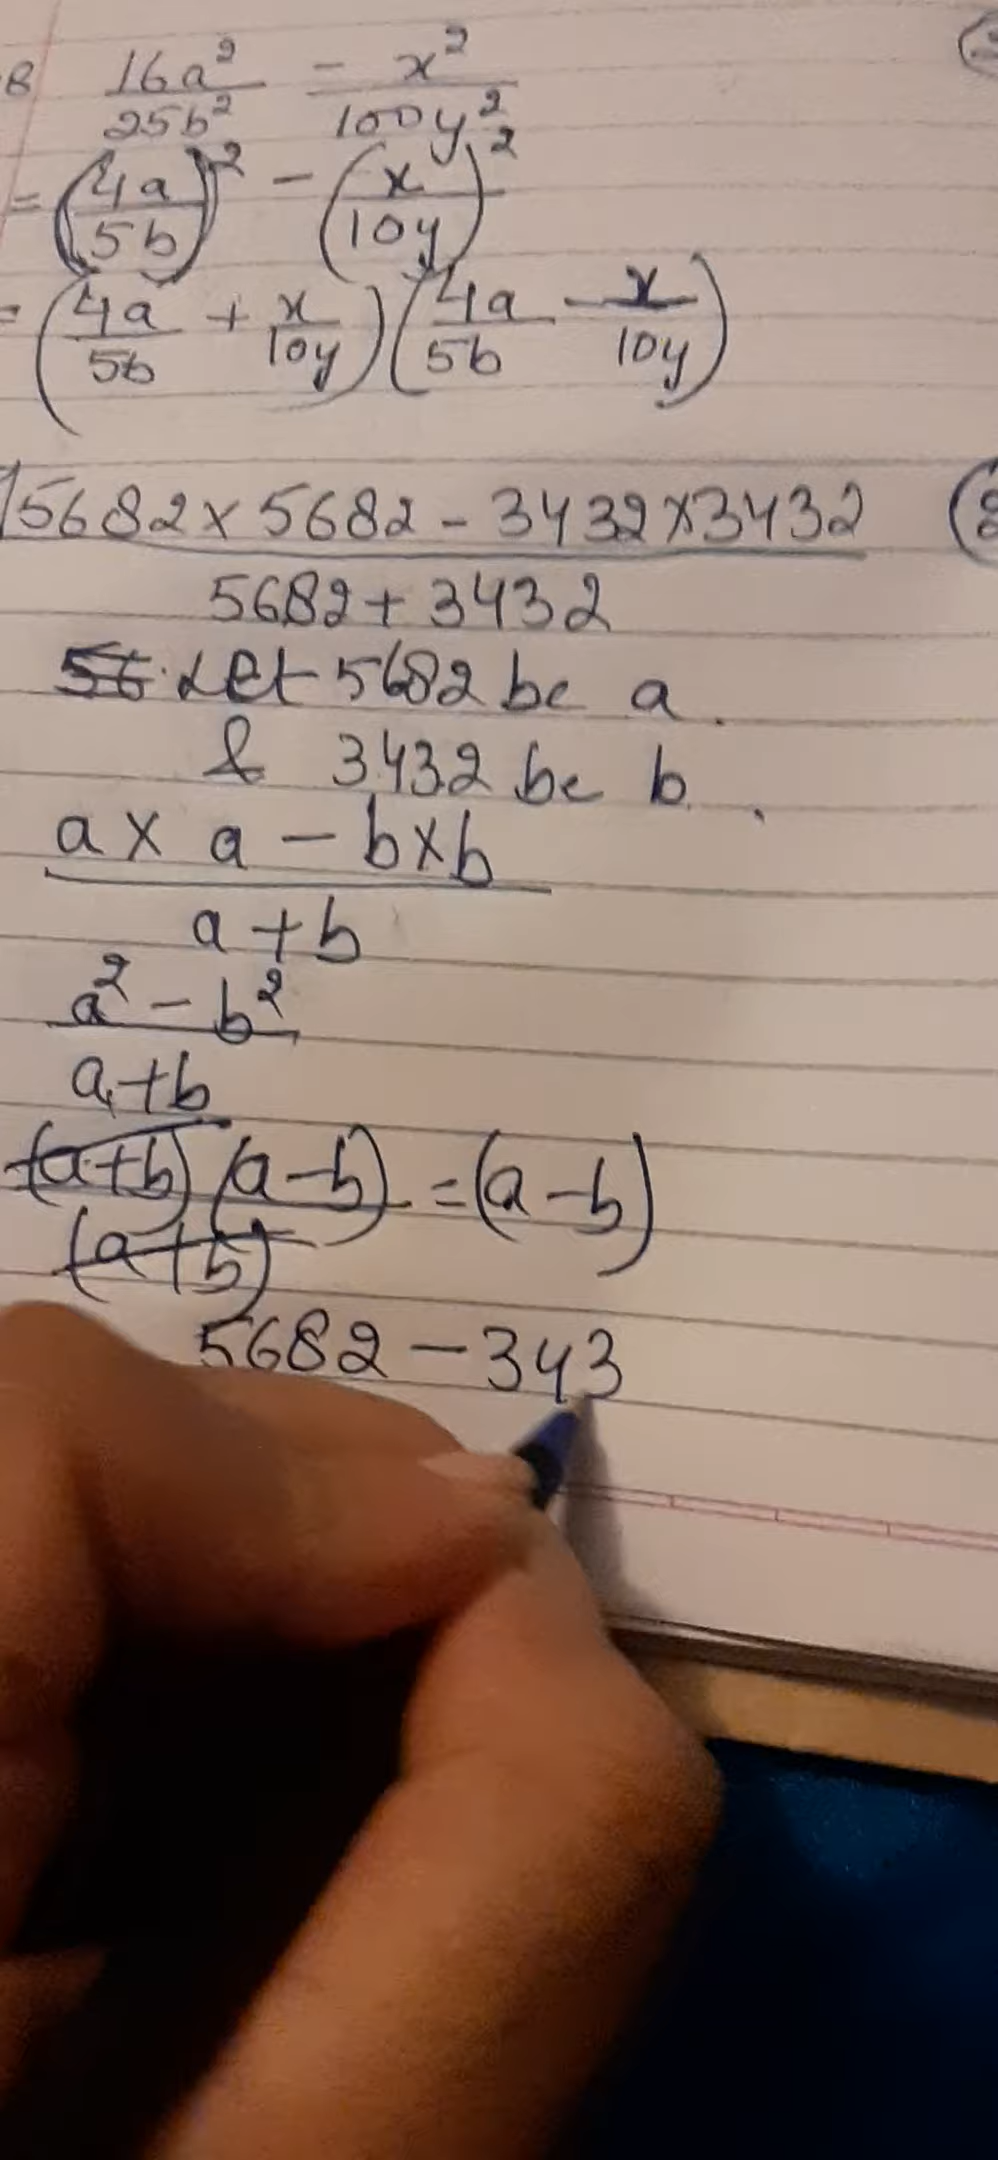 8 16a² / 25b² - x² / 100y²
= (4a / 5b)² - (x / 10y)²
= (4a / 5b + x / 10y) (4a / 5b - x / 10y)
5682 x 5682 - 3432 x 3432
5682 + 3432
Let 5682 be a.
& 3432 be b.
a x a - b x b
a + b
a² - b²
a + b
(a+b) (a-b) = (a-b)
(a+b)
5682 - 343